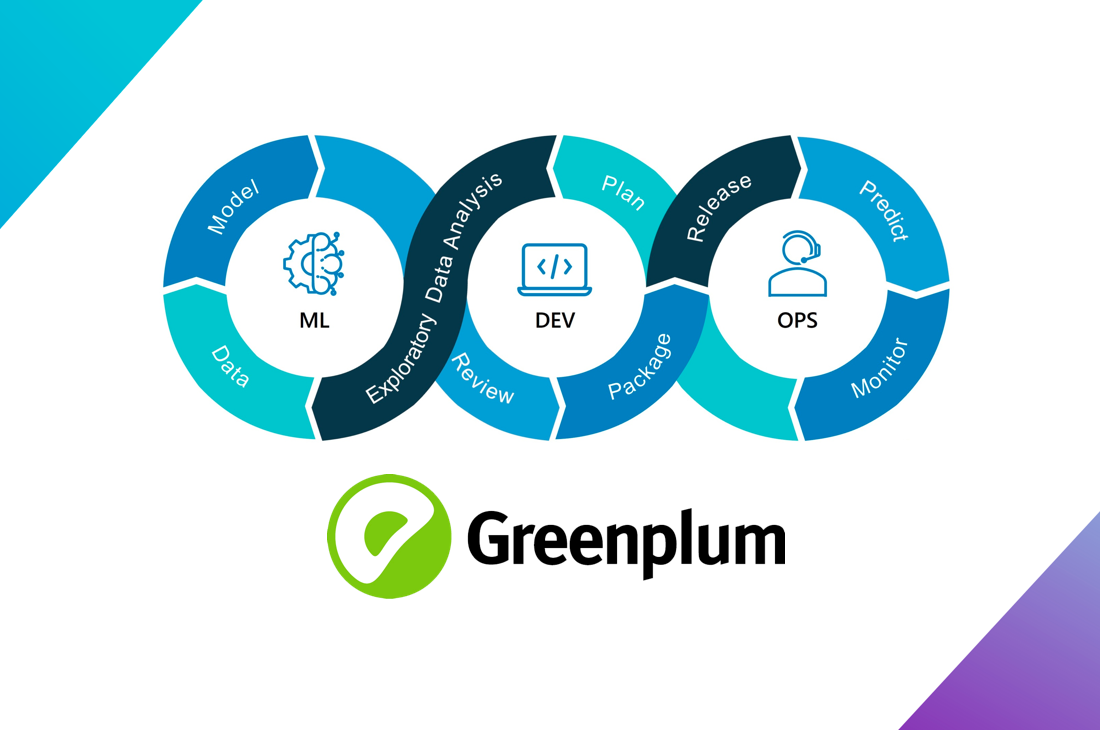 Model
Data
ML
Exploratory Data Analysis
Plan
Review
DEV
Package
Release
Predict
OPS
Monitor
Greenplum